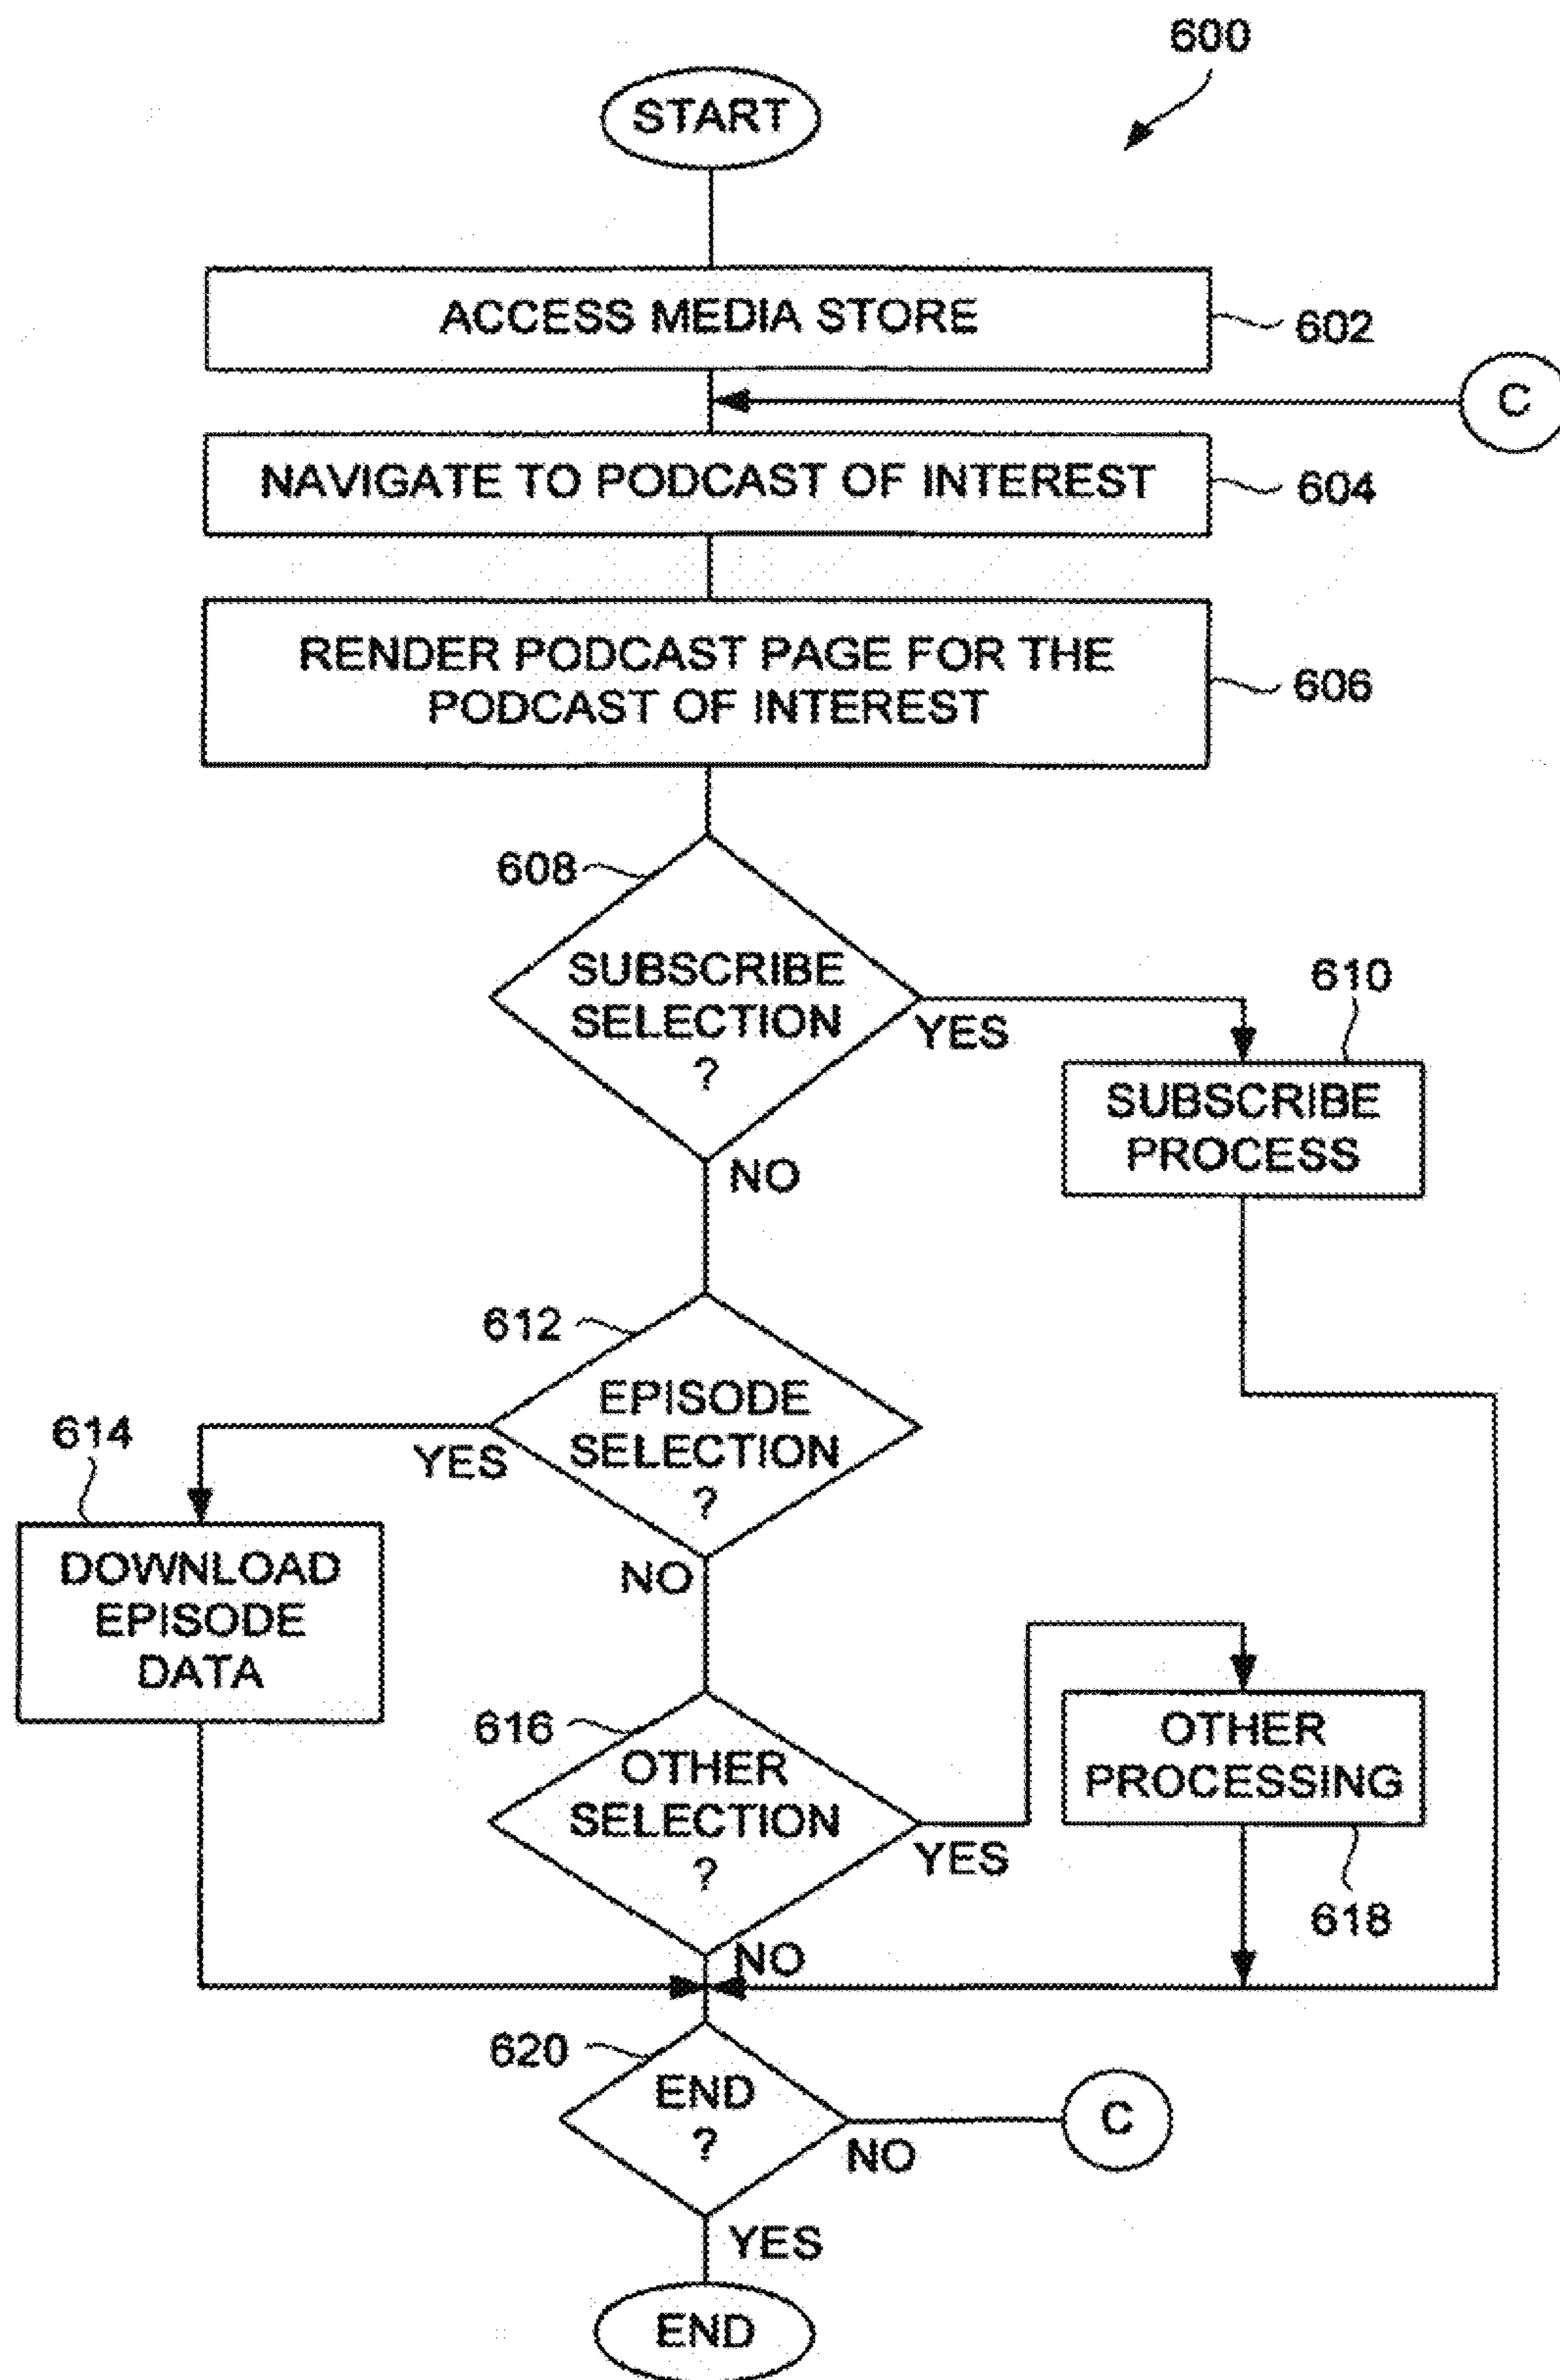 600
START
ACCESS MEDIA STORE
602
C
NAVIGATE TO PODCAST OF INTEREST
604
RENDER PODCAST PAGE FOR THE
PODCAST OF INTEREST
606
608
SUBSCRIBE
SELECTION
?
YES
NO
610
SUBSCRIBE
PROCESS
612
EPISODE
SELECTION
?
YES
NO
614
DOWNLOAD
EPISODE
DATA
616
OTHER
SELECTION
?
YES
NO
OTHER
PROCESSING
618
620
END
?
NO
C
YES
END